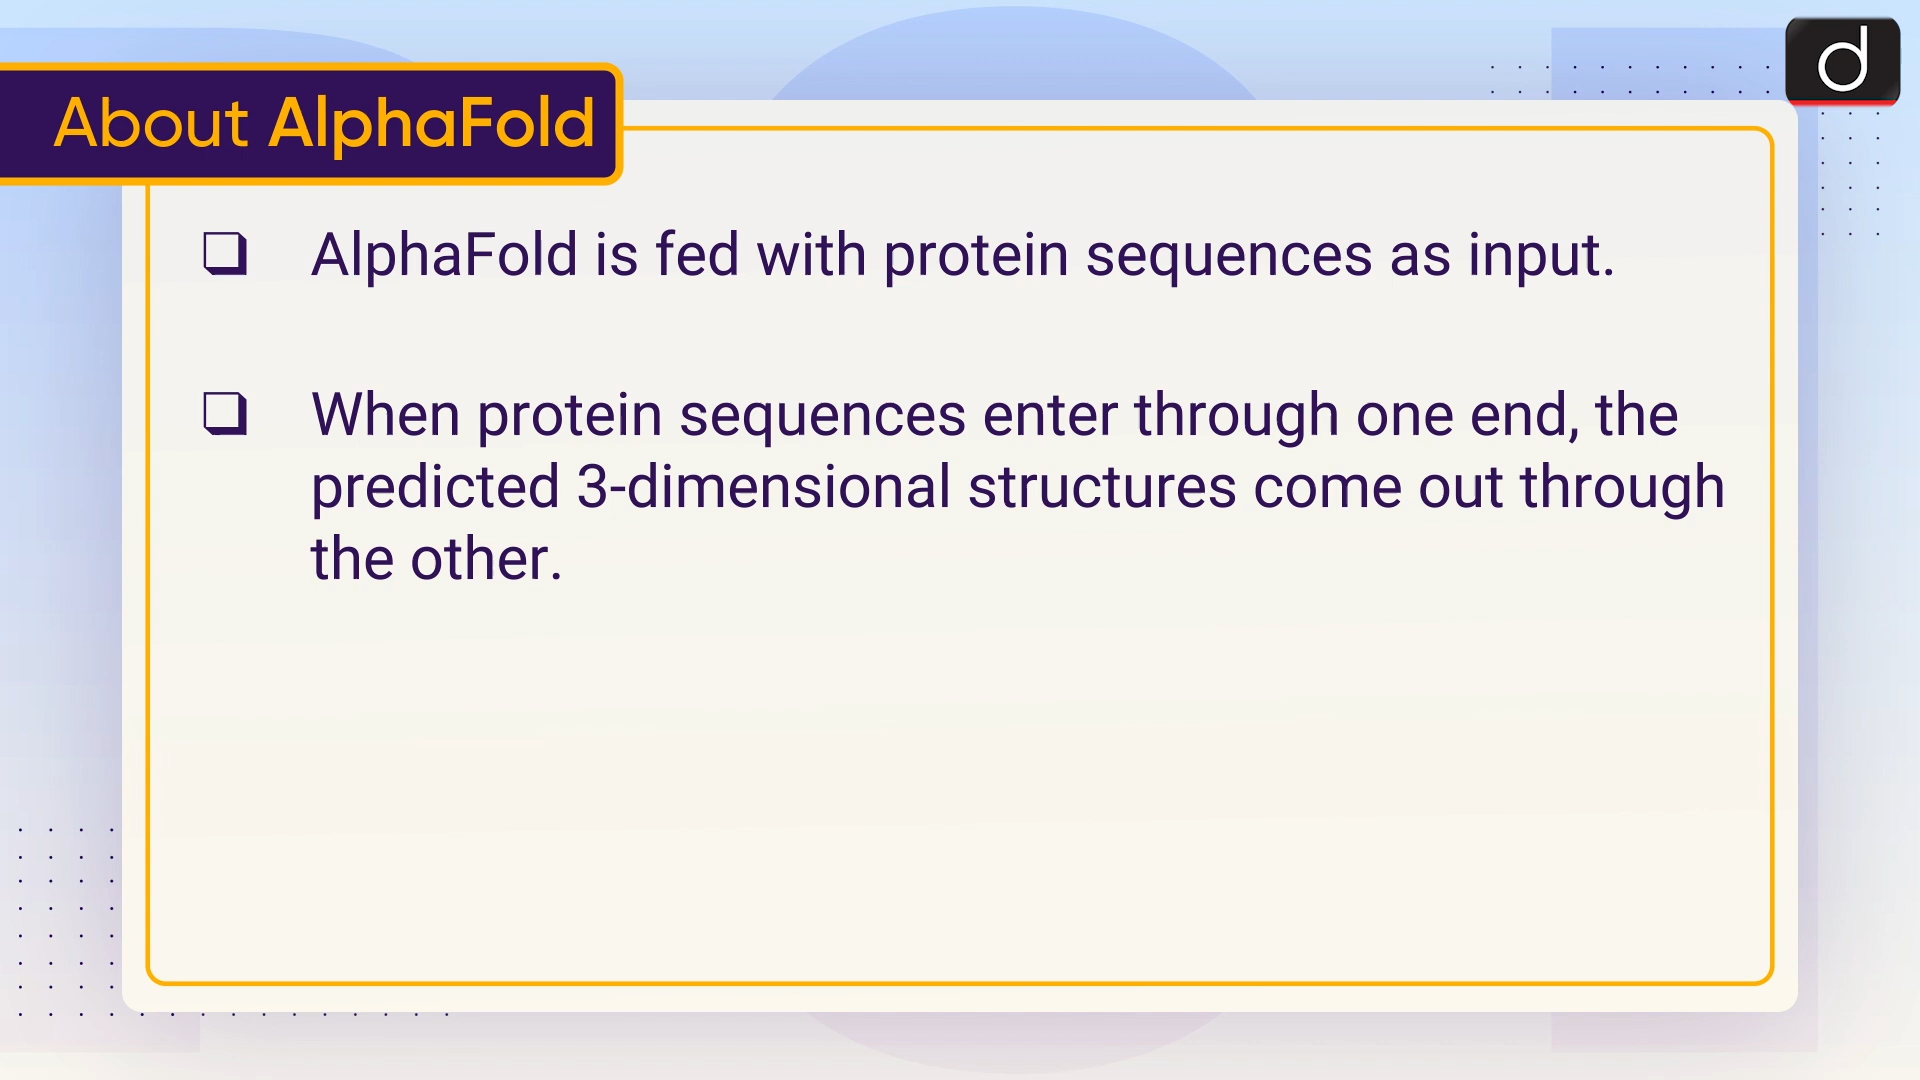 d
About AlphaFold
❑ AlphaFold is fed with protein sequences as input.
❑ When protein sequences enter through one end, the
predicted 3-dimensional structures come out through
the other.